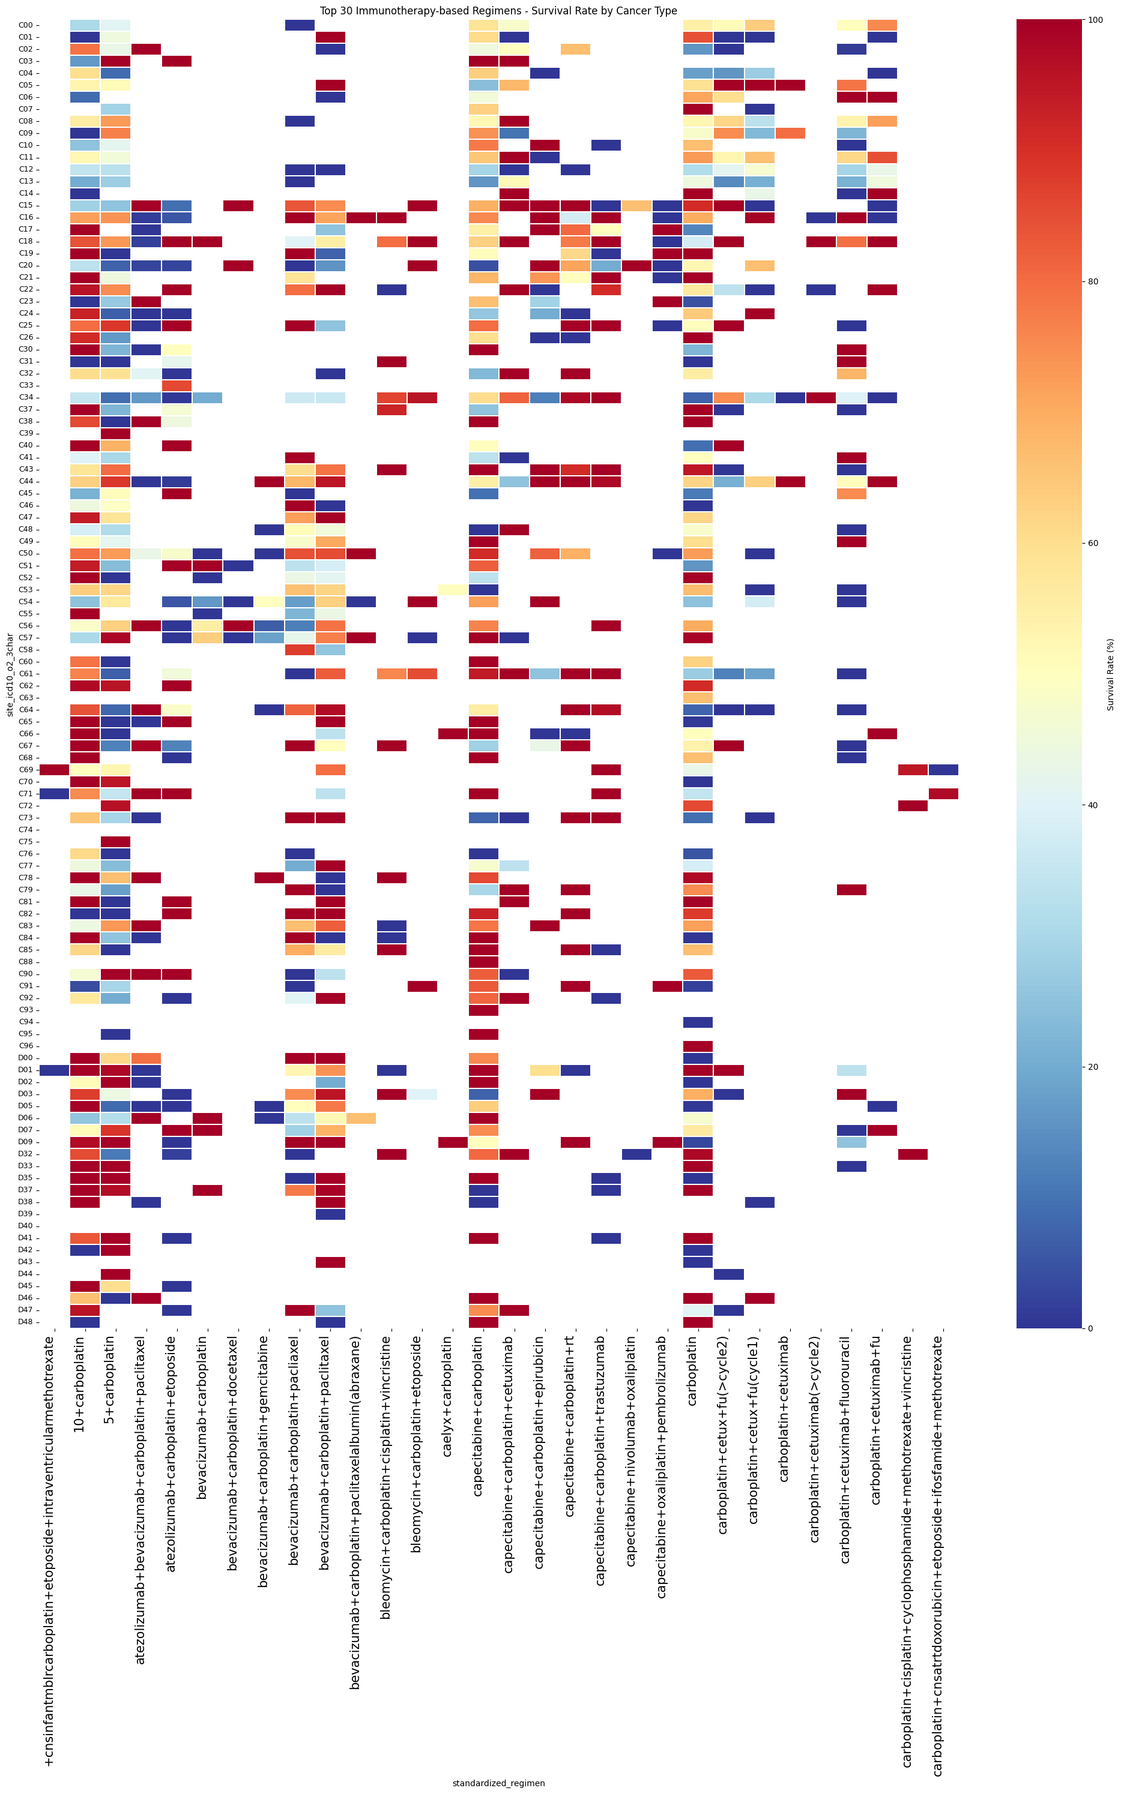 Top 30 Immunotherapy-based Regimens - Survival Rate by Cancer Type
site_icd10_o2_3char
C00
C01
C02
C03
C04
C05
C06
C07
C08
C09
C10
C11
C12
C13
C14
C15
C16
C17
C18
C19
C20
C21
C22
C23
C24
C25
C26
C30
C31
C32
C33
C34
C37
C38
C39
C40
C41
C43
C44
C45
C46
C47
C48
C49
C50
C51
C52
C53
C54
C55
C56
C57
C58
C60
C61
C62
C63
C64
C65
C66
C67
C68
C69
C70
C71
C72
C73
C74
C75
C76
C77
C78
C79
C81
C82
C83
C84
C85
C88
C90
C91
C92
C93
C94
C95
C96
D00
D01
D02
D03
D05
D06
D07
D09
D32
D33
D35
D37
D38
D39
D40
D41
D42
D43
D44
D45
D46
D47
D48
+cnsinfantmblrcarboplatin+etoposide+intraventricularmethotrexate
10+carboplatin
5+carboplatin
atezolizumab+bevacizumab+carboplatin+paclitaxel
atezolizumab+carboplatin+etoposide
bevacizumab+carboplatin
bevacizumab+carboplatin+docetaxel
bevacizumab+carboplatin+gemcitabine
bevacizumab+carboplatin+pacliaxel
bevacizumab+carboplatin+paclitaxel
bevacizumab+carboplatin+paclitaxelalbumin(abraxane)
bleomycin+carboplatin+cisplatin+vincristine
bleomycin+carboplatin+etoposide
caelyx+carboplatin
capecitabine+carboplatin
capecitabine+carboplatin+cetuximab
capecitabine+carboplatin+epirubicin
capecitabine+carboplatin+rt
capecitabine+carboplatin+trastuzumab
capecitabine+nivolumab+oxaliplatin
capecitabine+oxaliplatin+pembrolizumab
carboplatin
carboplatin+cetux+fu(>cycle2)
carboplatin+cetux+fu(cycle1)
carboplatin+cetuximab
carboplatin+cetuximab(>cycle2)
carboplatin+cetuximab+fluorouracil
carboplatin+cetuximab+fu
carboplatin+cisplatin+cyclophosphamide+methotrexate+vincristine
carboplatin+cnsatrtdoxorubicin+etoposide+ifosfamide+methotrexate
standardized_regimen
100
80
60
40
20
0
Survival Rate (%)